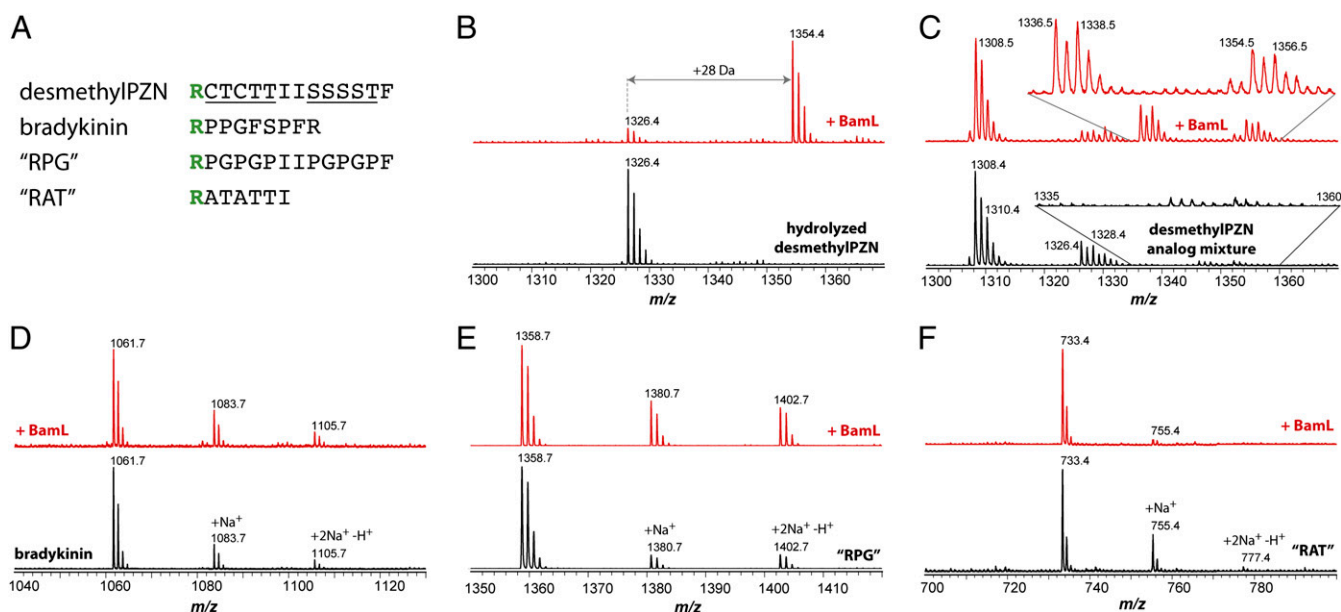 A
desmethylPZN RCTCTTIISSSSTF
bradykinin RPPGFSPFR
“RPG” RPGPGPIIPGPGPF
“RAT” RATATTI
B
1354.4
+28 Da
1326.4
+ BamL
1326.4
hydrolyzed
desmethylPZN
1300 1310 1320 1330 1340 1350 1360
m/z
C
1336.5
1338.5
1354.5
1356.5
1308.5
+ BamL
1308.4
1310.4
1335
1360
1326.4
1328.4
desmethylPZN
analog mixture
1300 1310 1320 1330 1340 1350 1360
m/z
D
1061.7
1083.7
1105.7
+ BamL
1061.7
+Na+
1083.7
+2Na+ -H+
1105.7
bradykinin
1040 1060 1080 1100 1120
m/z
E
1358.7
1380.7
1402.7
+ BamL
1358.7
+Na+
1380.7
+2Na+ -H+
1402.7
“RPG”
1350 1360 1370 1380 1390 1400 1410
m/z
F
733.4
755.4
+ BamL
733.4
+Na+
755.4
+2Na+ -H+
777.4
“RAT”
700 720 740 760 780
m/z